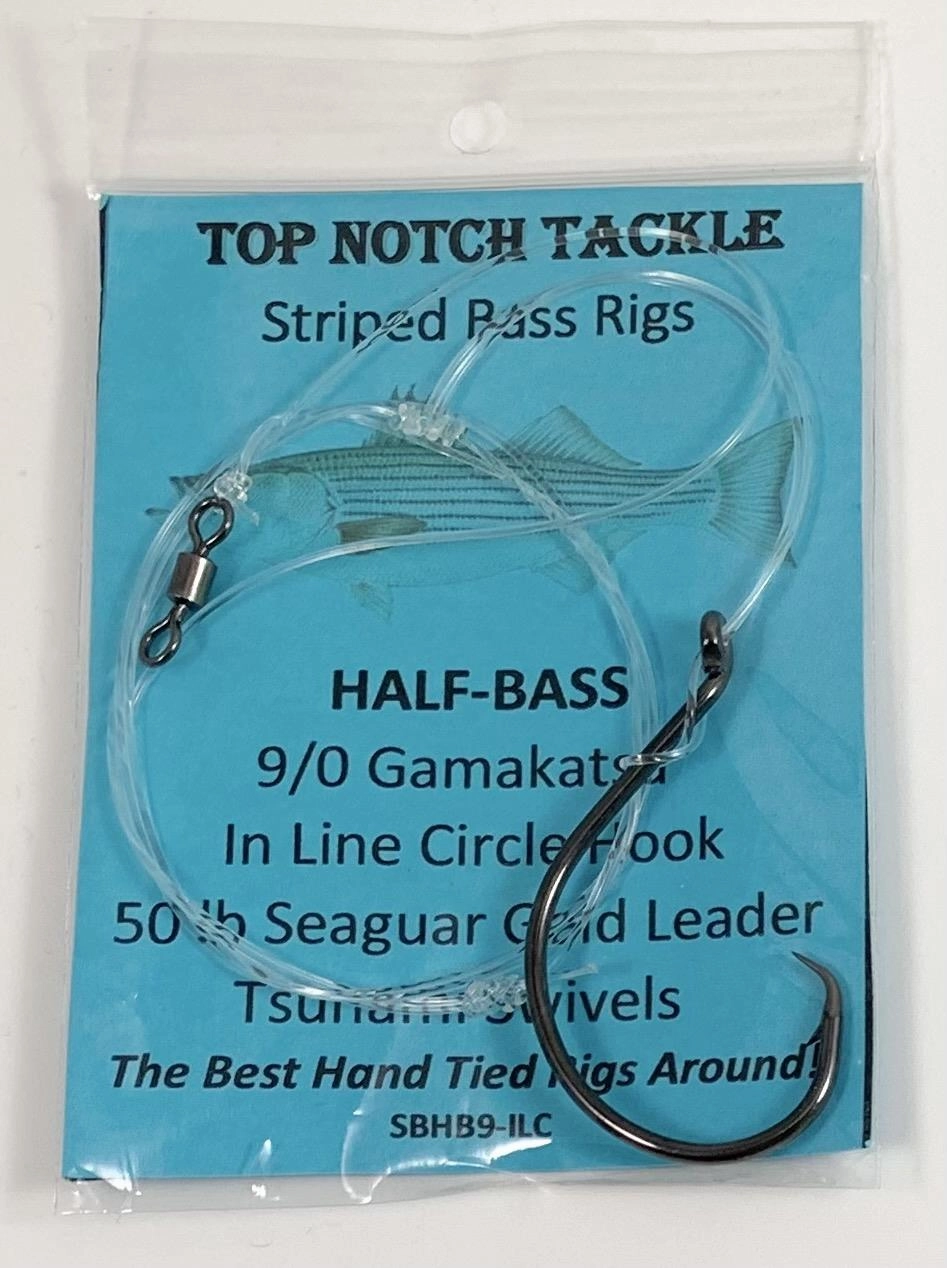 TOP NOTCH TACKLE
Striped Bass Rigs
HALF-BASS
9/0 Gamakatsu
In Line Circle Hook
50 lb Seaguar Gold Leader
Tsunami Swivels
The Best Hand Tied Rigs Around!
SBHB9-ILC